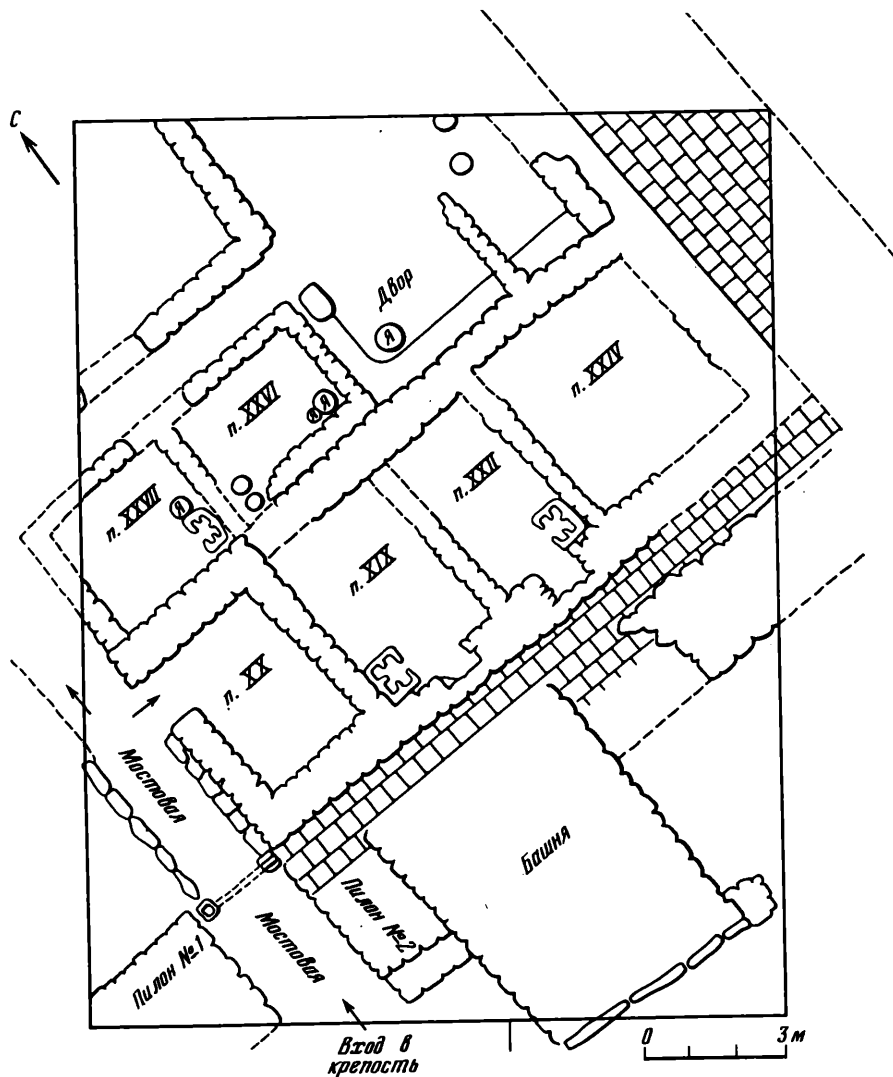 С
Двор
п. XXIV
п. XXVI
Я
Я
Я
п. XXII
п. XXVII
Я
п. XIX
п. XX
Мостовая
Башня
Пилон №2
Пилон №1
Мостовая
Вход в
крепость
0 3 м